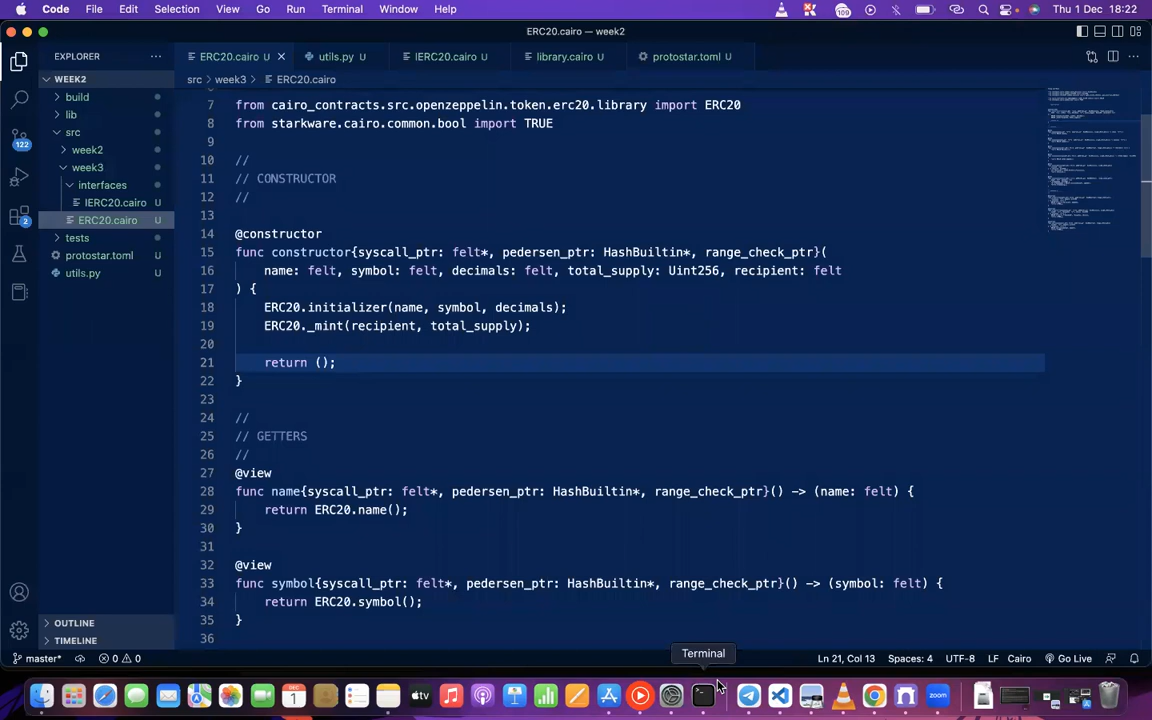 Code File Edit Selection View Go Run Terminal Window Help
109
Thu 1 Dec 18:22
ERC20.cairo — week2
EXPLORER
WEEK2
build
lib
src
week2
week3
interfaces
IERC20.cairo U
ERC20.cairo U
tests
protostar.toml U
utils.py U
OUTLINE
TIMELINE
122
2
ERC20.cairo U
utils.py U
IERC20.cairo U
library.cairo U
protostar.toml U
src > week3 > ERC20.cairo
7 from cairo_contracts.src.openzeppelin.token.erc20.library import ERC20
8 from starkware.cairo.common.bool import TRUE
9
10 //
11 // CONSTRUCTOR
12 //
13
14 @constructor
15 func constructor{syscall_ptr: felt*, pedersen_ptr: HashBuiltin*, range_check_ptr}(
16 name: felt, symbol: felt, decimals: felt, total_supply: Uint256, recipient: felt
17 ) {
18 ERC20.initializer(name, symbol, decimals);
19 ERC20._mint(recipient, total_supply);
20
21 return ();
22 }
23
24 //
25 // GETTERS
26 //
27 @view
28 func name{syscall_ptr: felt*, pedersen_ptr: HashBuiltin*, range_check_ptr}() -> (name: felt) {
29 return ERC20.name();
30 }
31
32 @view
33 func symbol{syscall_ptr: felt*, pedersen_ptr: HashBuiltin*, range_check_ptr}() -> (symbol: felt) {
34 return ERC20.symbol();
35 }
36
Terminal
master* 0 0
Ln 21, Col 13 Spaces: 4 UTF-8 LF Cairo Go Live
DEC
1
tv
zoom